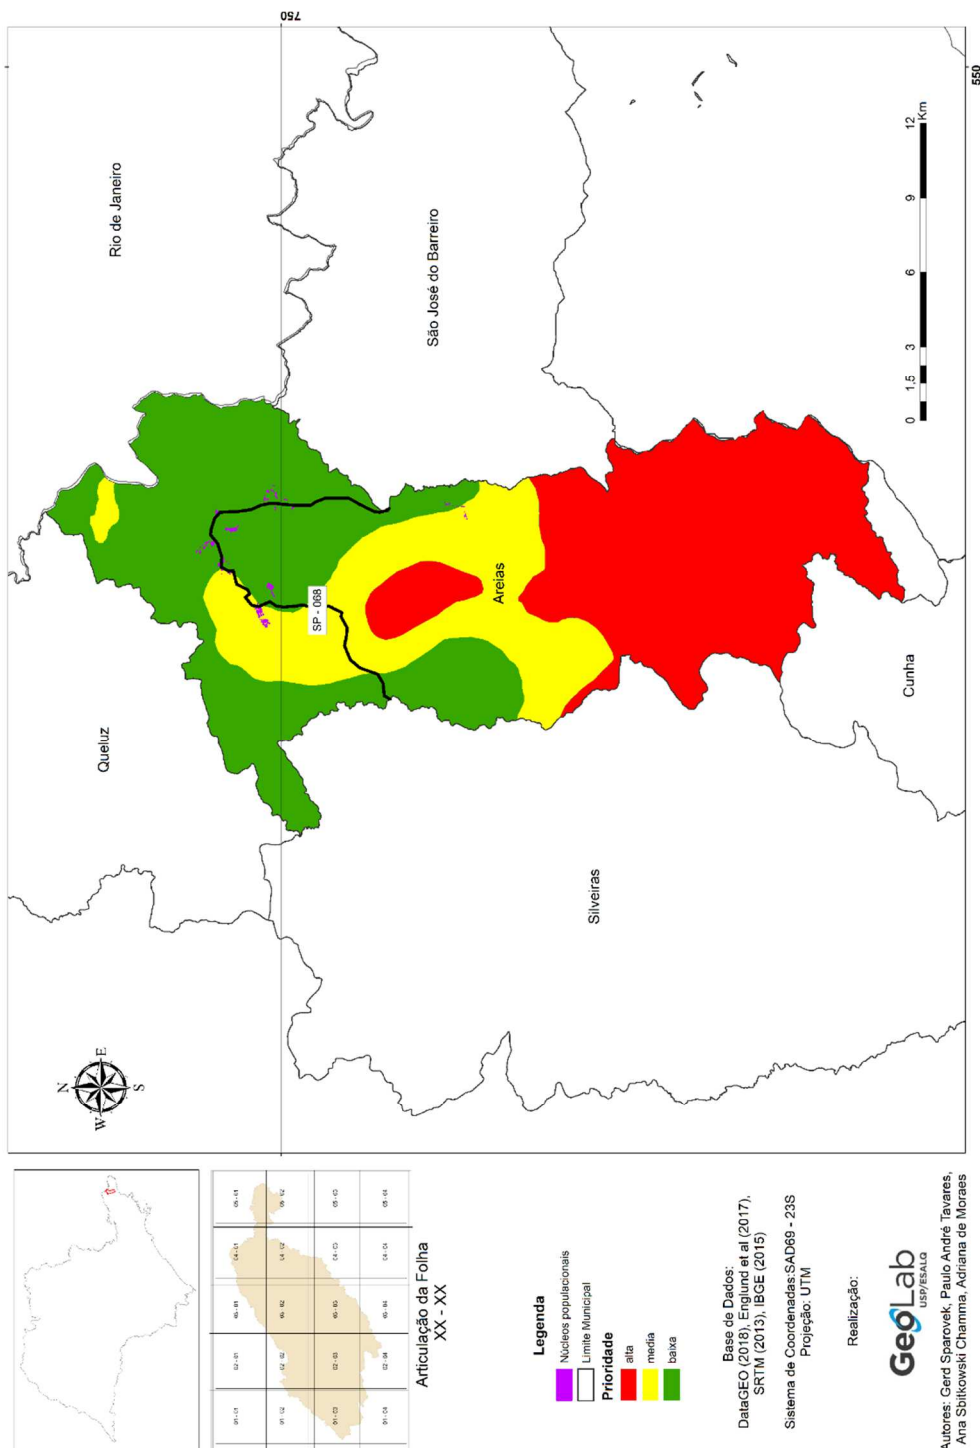 750
550
Rio de Janeiro
Queluz
São José do Barreiro
SP - 068
Areias
Silveiras
Cunha
N
W
E
S
0 1,5 3 6 9 12
Km
Articulação da Folha
XX - XX
Legenda
Núcleos populacionais
Limite Municipal
Prioridade
alta
media
baixa
Base de Dados:
DataGEO (2018), Englund et al (2017),
SRTM (2013), IBGE (2015)
Sistema de Coordenadas:SAD69 - 23S
Projeção: UTM
Realização:
GeoLab
USP/ESALQ
Autores: Gerd Sparovek, Paulo André Tavares,
Ana Sbitkowski Chamma, Adriana de Moraes